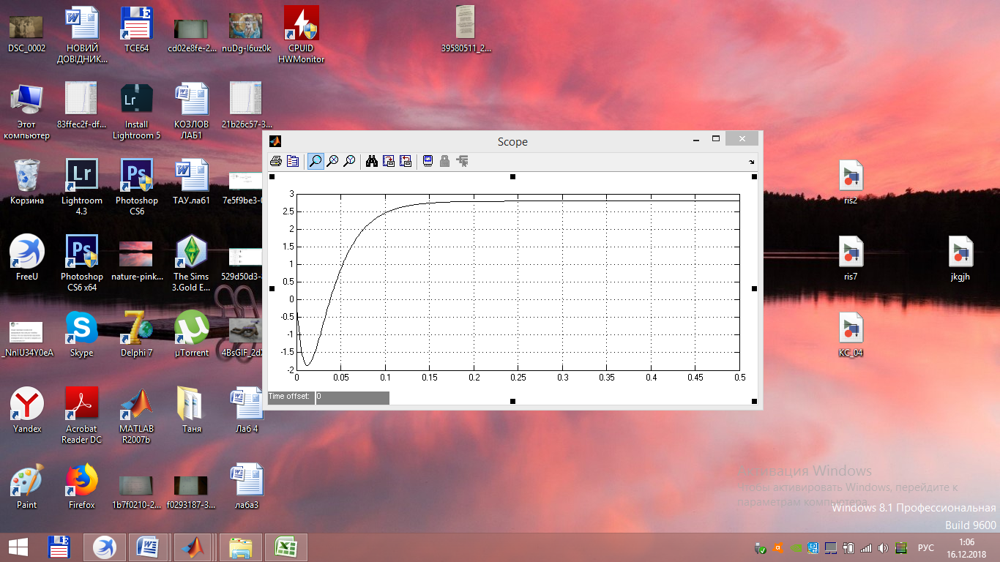 DSC_0002
НОВИЙ
ДОВІДНИК...
TCE64
cd02e8fe-2...
nuDg-l6uz0k
CPUID
HWMonitor
39580511_2...
Этот
компьютер
83ffec2f-df...
Install
Lightroom 5
КОЗЛОВ
ЛАБ1
21b26c57-3...
Корзина
Lightroom
4.3
Photoshop
CS6
ТАУ.лаб1
7e5f9be3-
FreeU
Photoshop
CS6 x64
nature-pink...
The Sims
3.Gold E...
529d50d3-
_NnIU34Y0eA
Skype
Delphi 7
µTorrent
4BsGIF_2d
Yandex
Acrobat
Reader DC
MATLAB
R2007b
Таня
Лаб 4
Paint
Firefox
1b7f0210-2...
f0293187-3...
лаба3
Scope
3
2.5
2
1.5
1
0.5
0
-0.5
-1
-1.5
-2
0
0.05
0.1
0.15
0.2
0.25
0.3
0.35
0.4
0.45
0.5
Time offset: 0
ris2
ris7
jkgjh
КС_04
Активация Windows
Чтобы активировать Windows, перейдите к
параметрам компьютера.
Windows 8.1 Профессиональная
Build 9600
РУС
1:06
16.12.2018